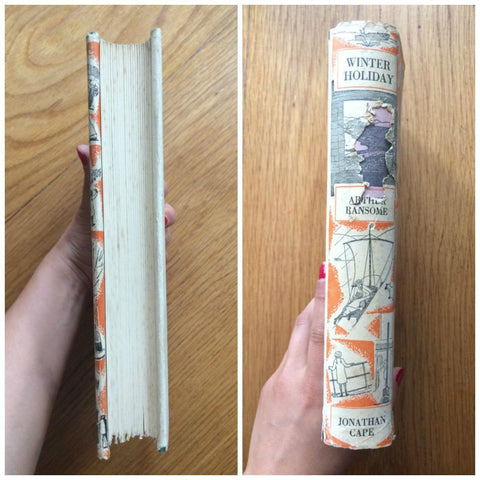 WINTER
HOLIDAY
ARTHUR
RANSOME
JONATHAN
CAPE